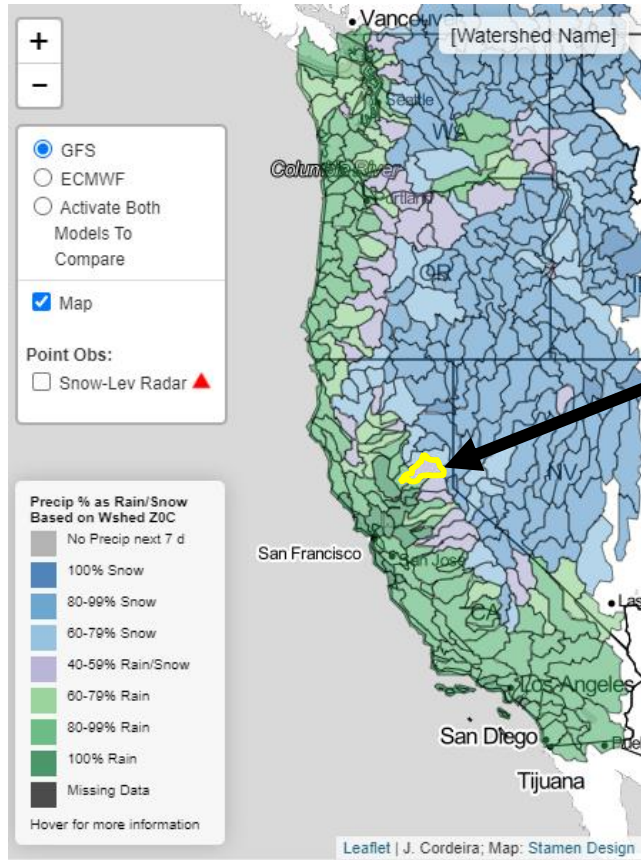 Vancouver
[Watershed Name]
+
−
Seattle
WA
GFS
ECMWF
Activate Both
Models To
Compare
Columbia River
Portland
OR
Map
Point Obs:
Snow-Lev Radar
NV
Precip % as Rain/Snow
Based on Wshed Z0C
No Precip next 7 d
100% Snow
80-99% Snow
60-79% Snow
40-59% Rain/Snow
60-79% Rain
80-99% Rain
100% Rain
Missing Data
Hover for more information
San Francisco
San Jose
Las
CA
Los Angeles
San Diego
Tijuana
Leaflet | J. Cordeira; Map: Stamen Design